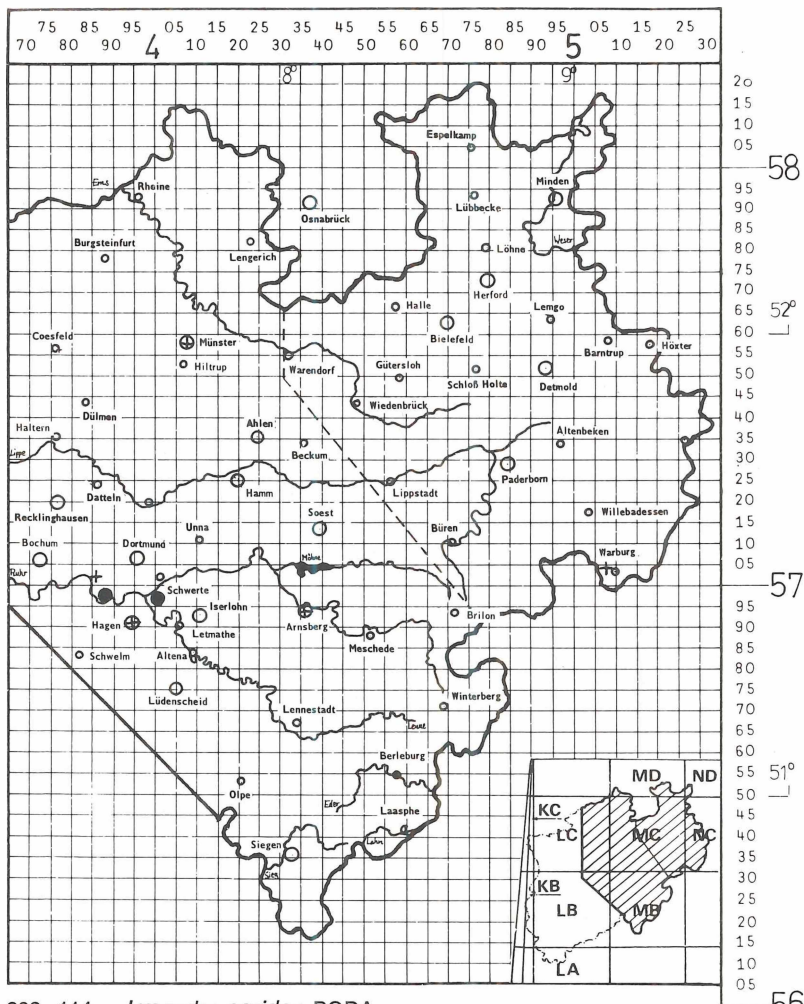 75 85 95 4 10 20 30 40 50 60 70 80 90 5 10 20 30
70 80 90 05 15 25 35 45 55 65 75 85 95 05 15 25
8° 9°
20
15
10
05
58
95
90
85
80
75
70
65
52°
60
55
50
45
40
35
30
25
20
15
10
05
57
95
90
85
80
75
70
65
60
55
51°
50
45
40
35
30
25
20
15
10
05
56
Espelkamp
Ems
Rheine
Minden
Osnabrück
Lübbecke
Burgsteinfurt
Lengerich
Löhne
Weser
Herford
Halle
Lemgo
Coesfeld
Münster
Bielefeld
Barntrup
Höxter
Hiltrup
Warendorf
Gütersloh
Schloß Holte
Detmold
Dülmen
Wiedenbrück
Haltern
Ahlen
Altenbeken
Lippe
Beckum
Paderborn
Datteln
Hamm
Lippstadt
Recklinghausen
Soest
Willebadessen
Unna
Büren
Bochum
Dortmund
Warburg
Ruhr
Möhne
Schwerte
Iserlohn
Brilon
Hagen
Letmathe
Arnsberg
Meschede
Schwelm
Altena
Lüdenscheid
Winterberg
Lennestadt
Lenne
Berleburg
Olpe
Eder
Laasphe
Siegen
Lahn
Sieg
MD ND
KC
LC MC NC
KB
LB MB
LA